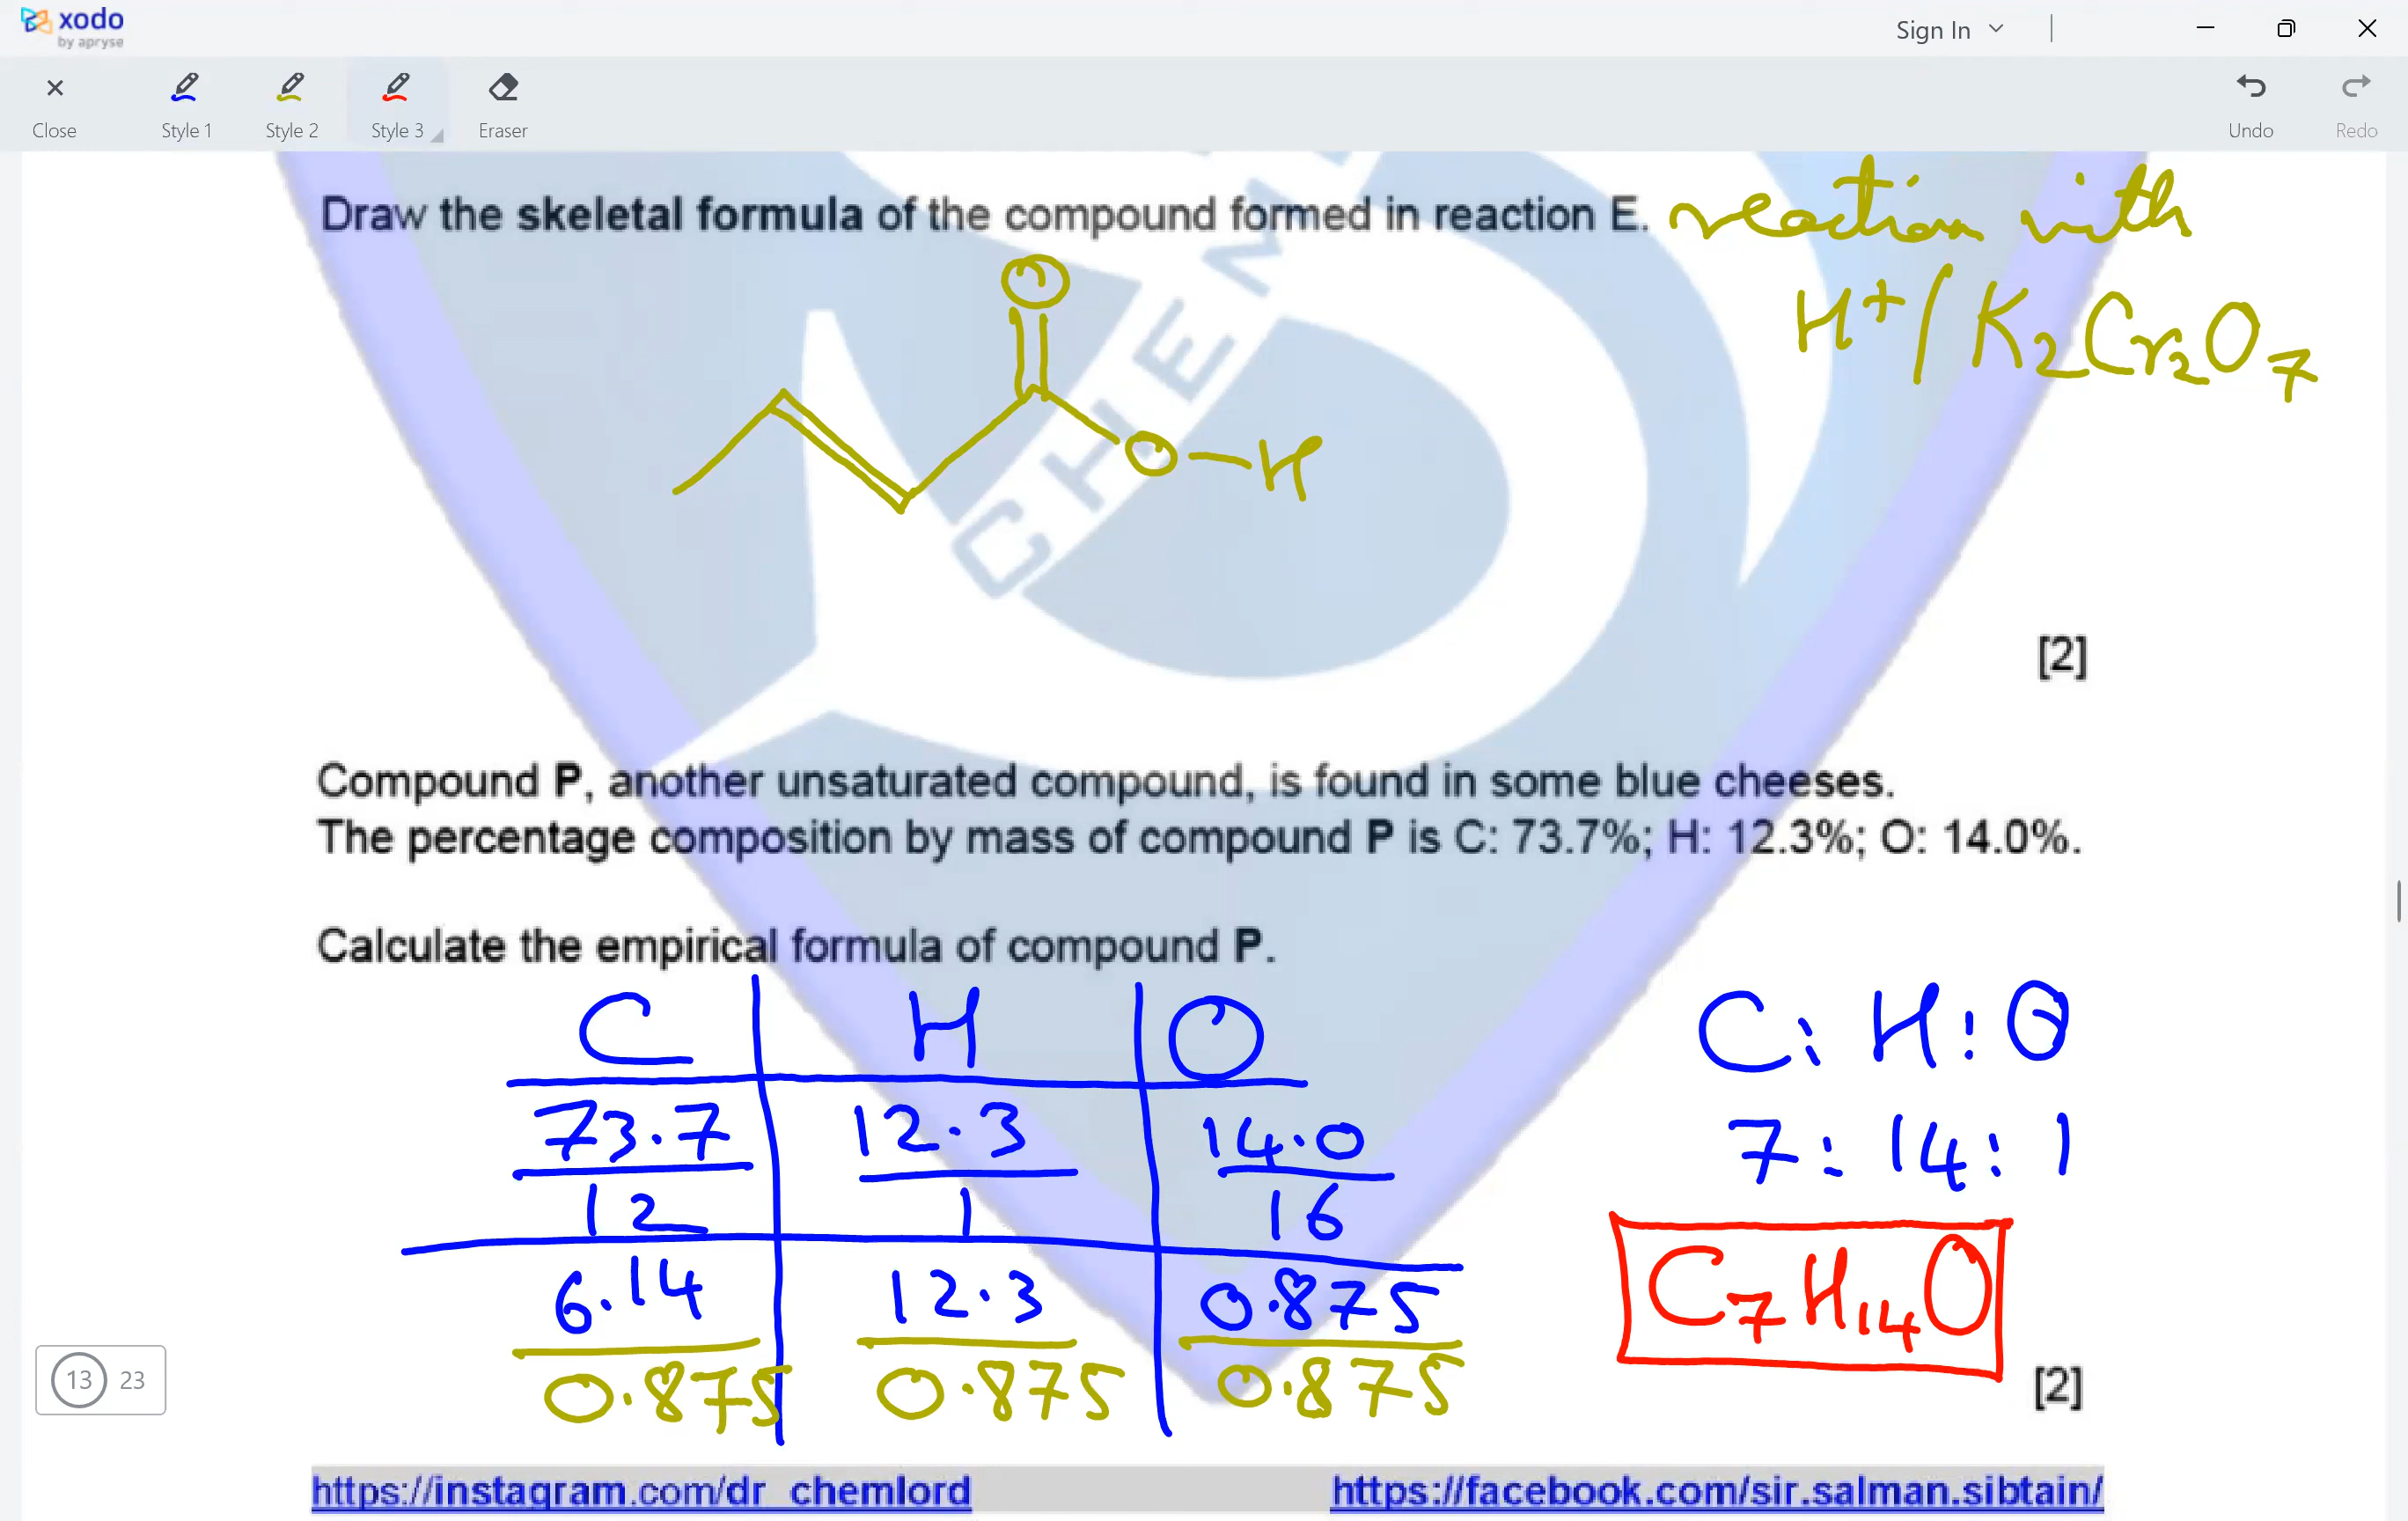 xodo
by apryse
Sign In
Close
Style 1
Style 2
Style 3
Eraser
Undo
Redo
Draw the skeletal formula of the compound formed in reaction E. reaction with
H⁺/K₂Cr₂O₇
O
O–H
CHEM
[2]
Compound P, another unsaturated compound, is found in some blue cheeses.
The percentage composition by mass of compound P is C: 73.7%; H: 12.3%; O: 14.0%.
Calculate the empirical formula of compound P.
C H O
73.7 12.3 14.0
12 1 16
6.14 12.3 0.875
0.875 0.875 0.875
C: H: O
7: 14: 1
C₇H₁₄O
[2]
13 23
https://instagram.com/dr_chemlord
https://facebook.com/sir.salman.sibtain/